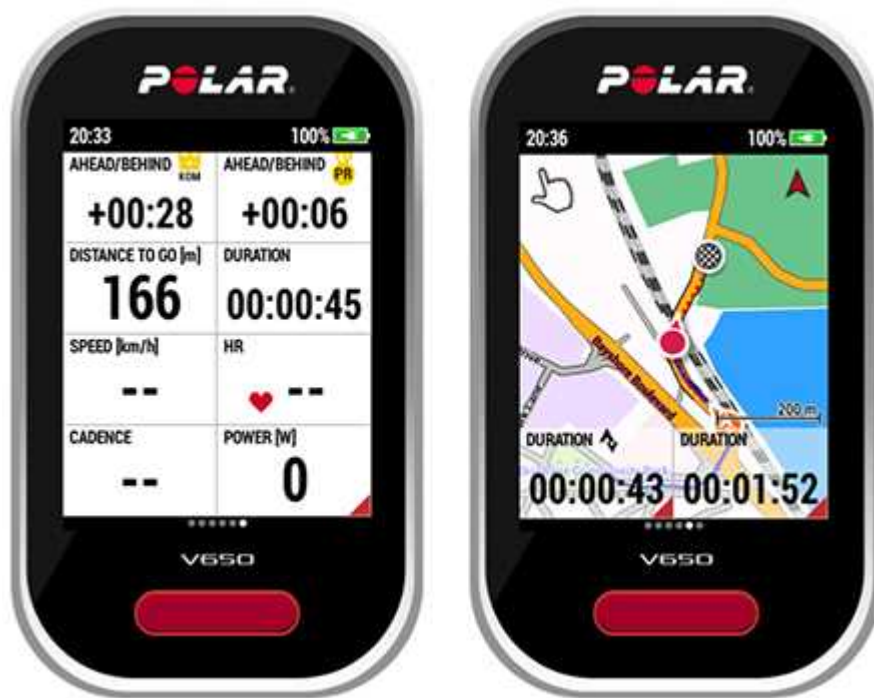 POLAR
20:33 100%
AHEAD/BEHIND KOM AHEAD/BEHIND PR
+00:28 +00:06
DISTANCE TO GO [m] DURATION
166 00:00:45
SPEED [km/h] HR
-- --
CADENCE POWER [W]
-- 0
V650
POLAR
20:36 100%
Bayshore Boulevard
200 m
DURATION DURATION
00:00:43 00:01:52
V650